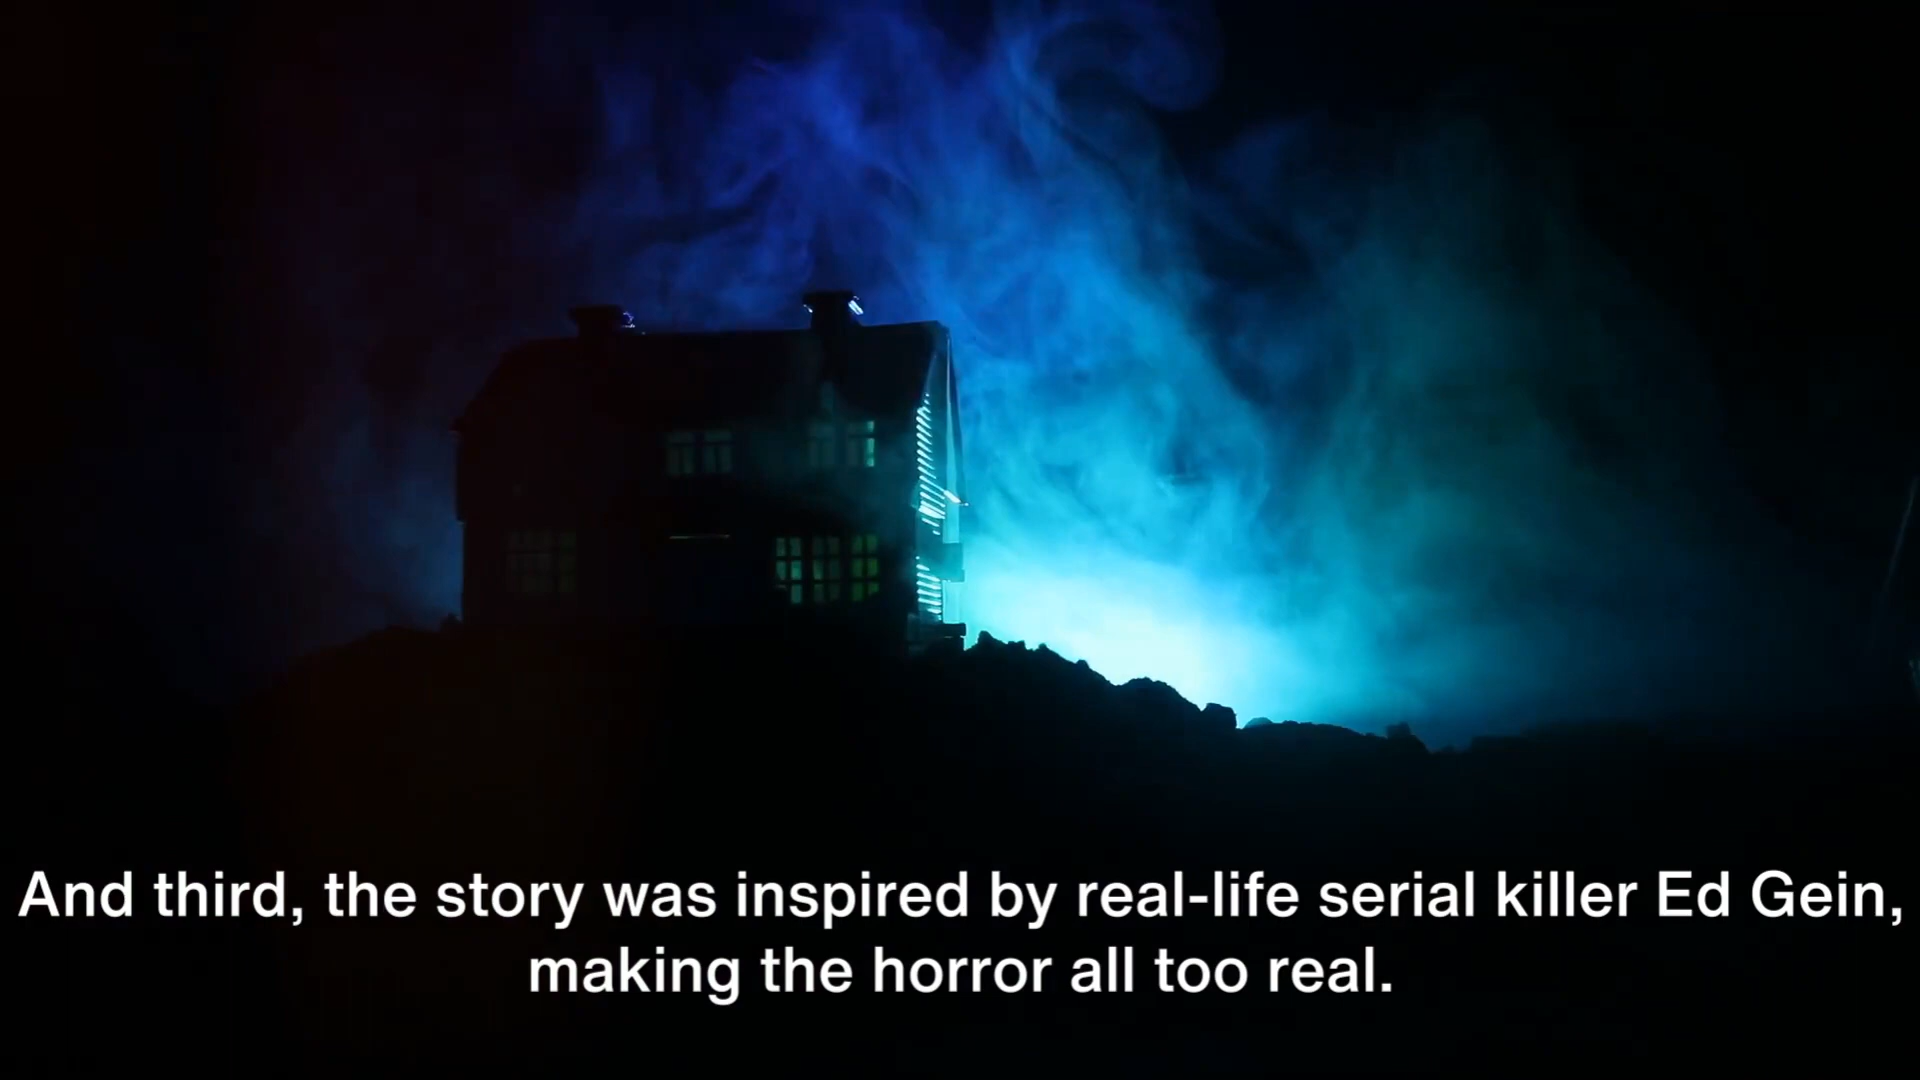 And third, the story was inspired by real-life serial killer Ed Gein,
making the horror all too real.